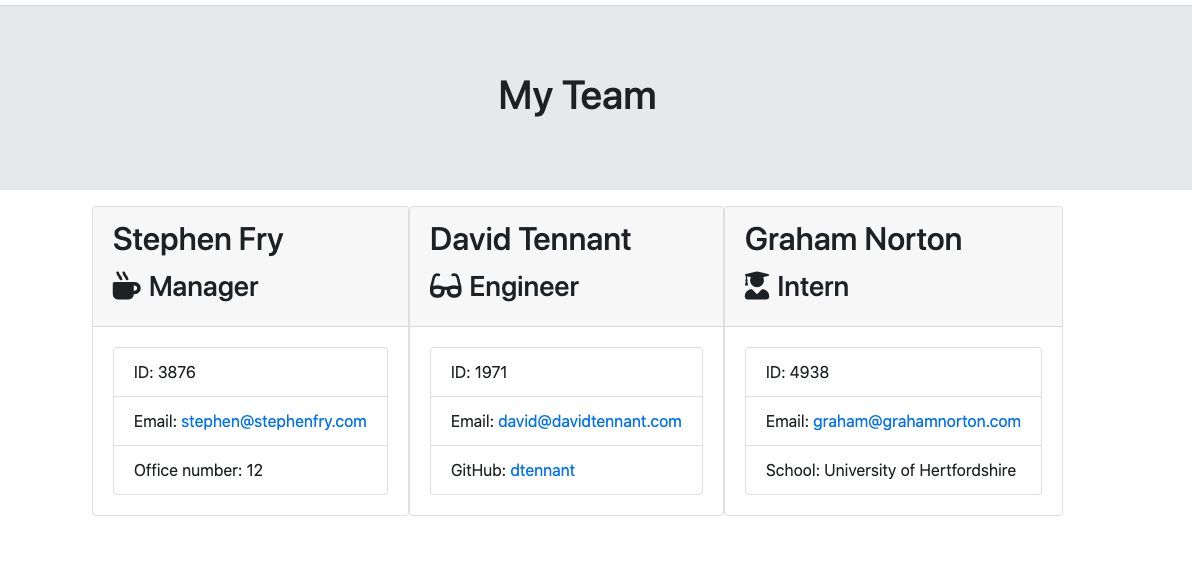 My Team
Stephen Fry
Manager
ID: 3876
Email: stephen@stephenfry.com
Office number: 12
David Tennant
Engineer
ID: 1971
Email: david@davidtennant.com
GitHub: dtennant
Graham Norton
Intern
ID: 4938
Email: graham@grahamnorton.com
School: University of Hertfordshire